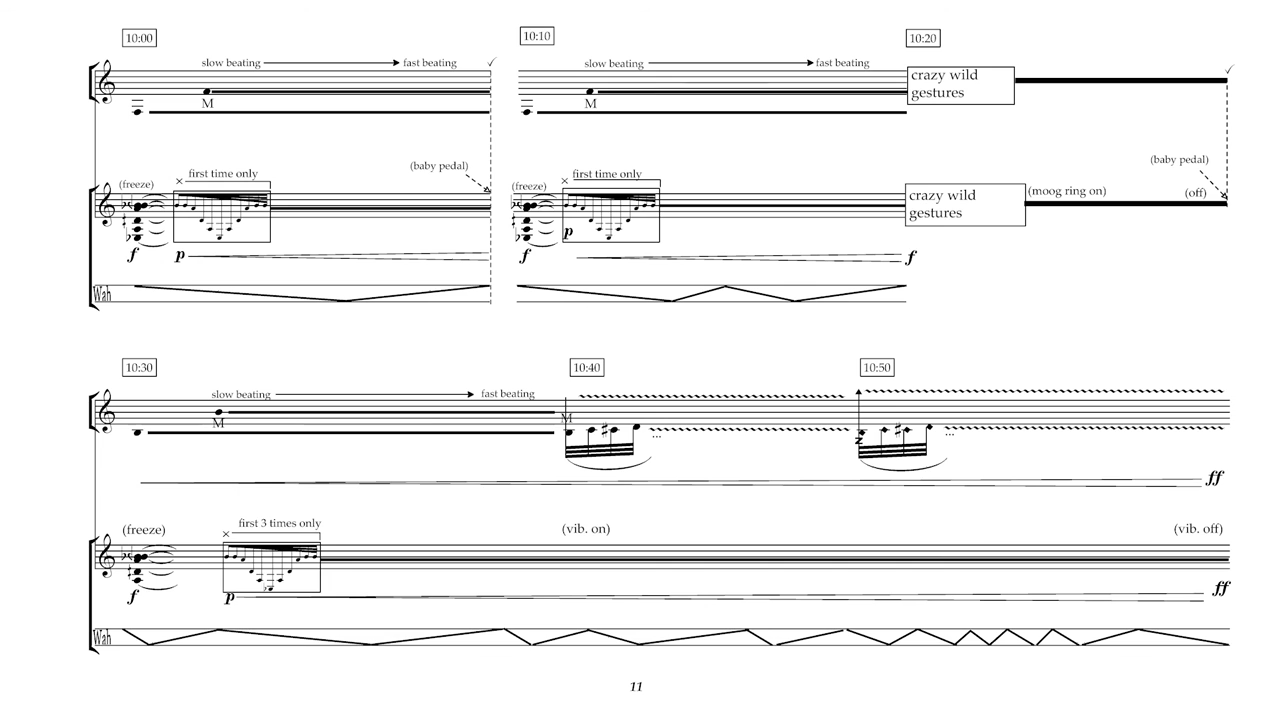 10:00 10:10 10:20
slow beating fast beating ✓ slow beating fast beating ✓
crazy wild
gestures
M M
(baby pedal) (baby pedal)
(freeze) × first time only (freeze) × first time only
crazy wild
gestures
(moog ring on) (off)
f p f p f
Wah
10:30 10:40 10:50
slow beating fast beating
M M
... ...
ff
(freeze) × first 3 times only (vib. on) (vib. off)
f p ff
Wah
11